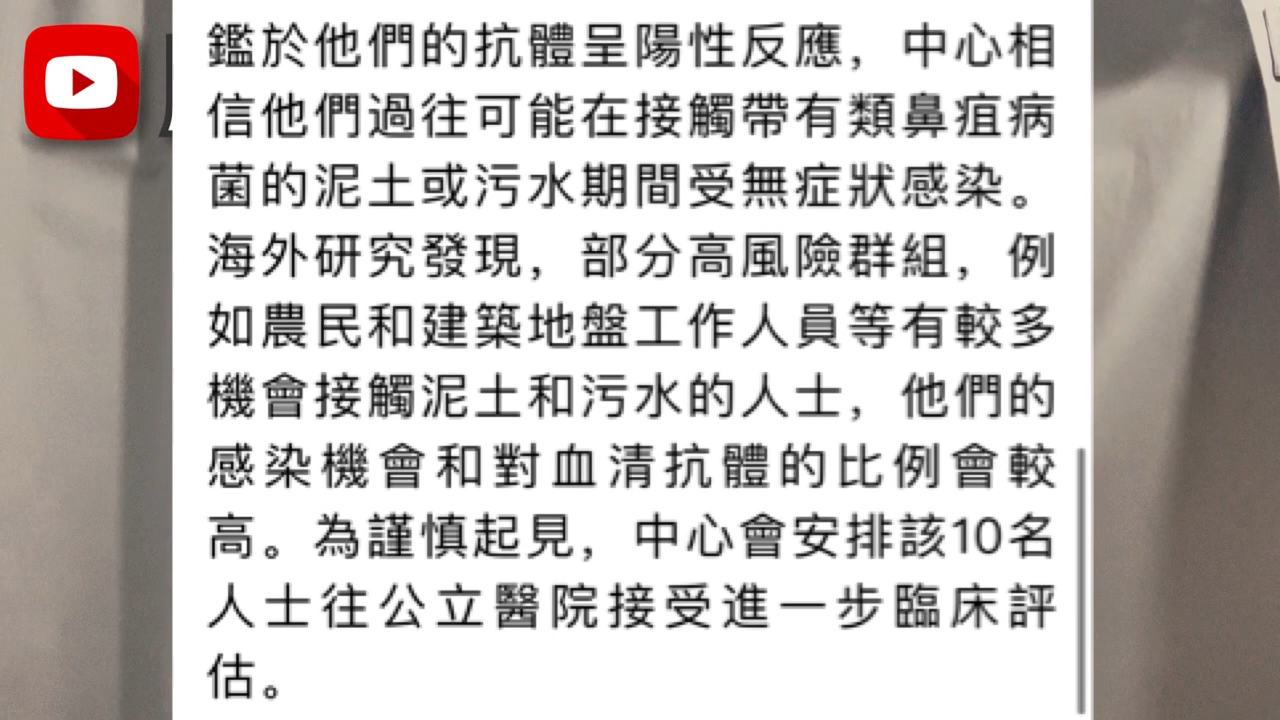 鑑於他們的抗體呈陽性反應，中心相
信他們過往可能在接觸帶有類鼻疽病
菌的泥土或污水期間受無症狀感染。
海外研究發現，部分高風險群組，例
如農民和建築地盤工作人員等有較多
機會接觸泥土和污水的人士，他們的
感染機會和對血清抗體的比例會較
高。為謹慎起見，中心會安排該10名
人士往公立醫院接受進一步臨床評
估。